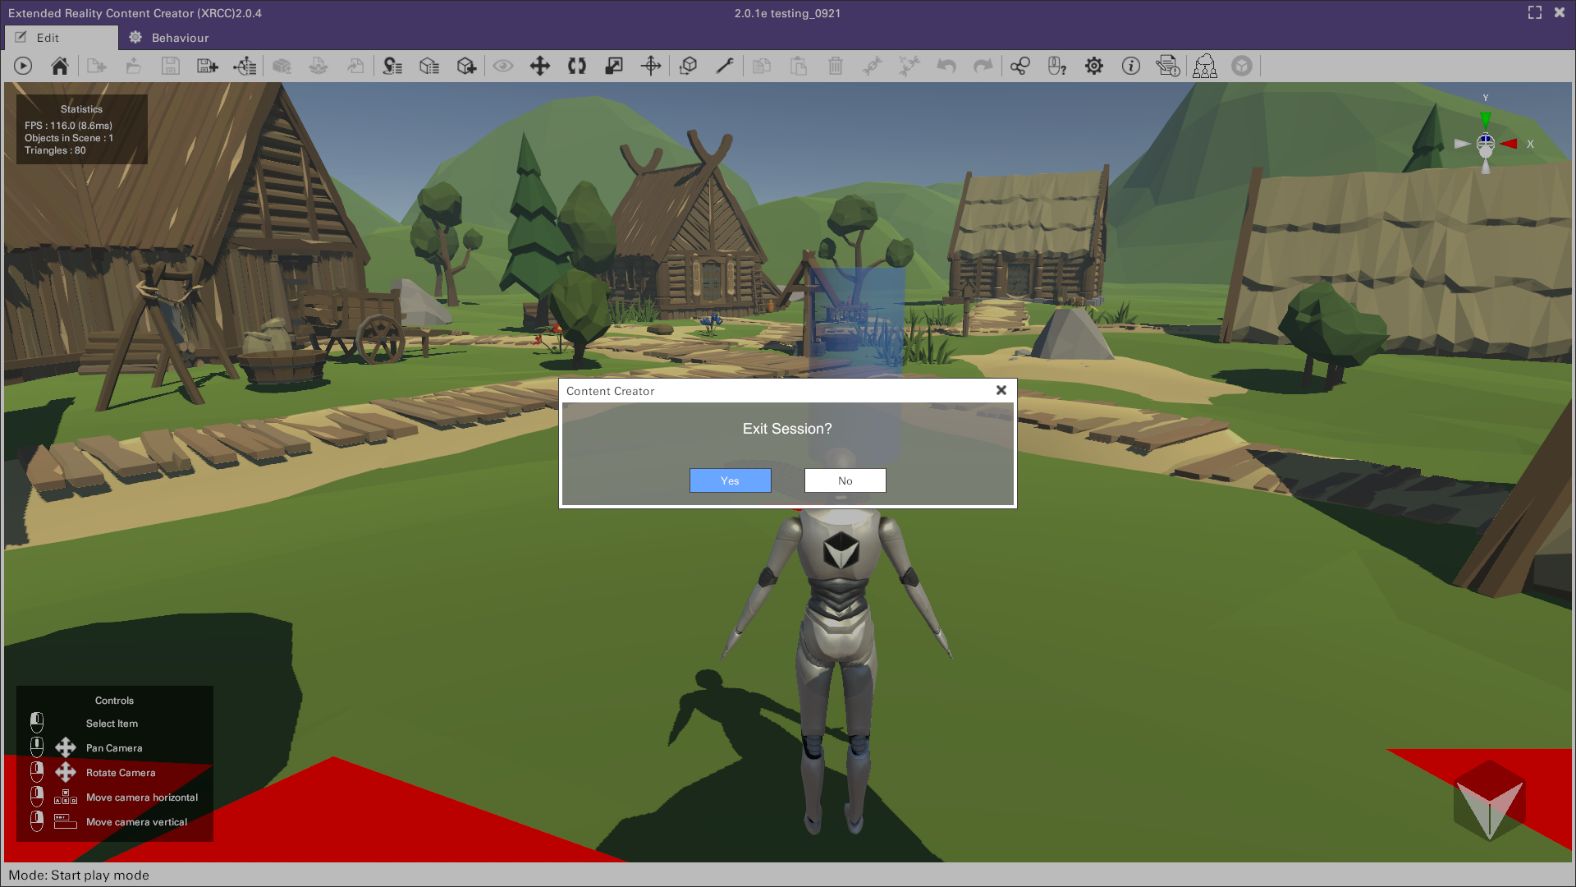 Extended Reality Content Creator (XRCC)2.0.4
2.0.1e testing_0921
Edit
Behaviour
Statistics
FPS : 116.0 (8.6ms)
Objects in Scene : 1
Triangles : 80
Y
X
Content Creator
Exit Session?
Yes
No
Controls
Select Item
Pan Camera
Rotate Camera
Move camera horizontal
Move camera vertical
Mode: Start play mode